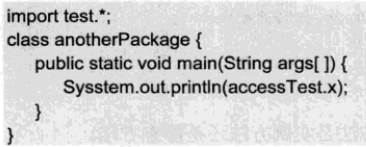 import test.*;
class anotherPackage {
public static void main(String args[ ]) {
Sysstem.out.println(accessTest.x);
}
}